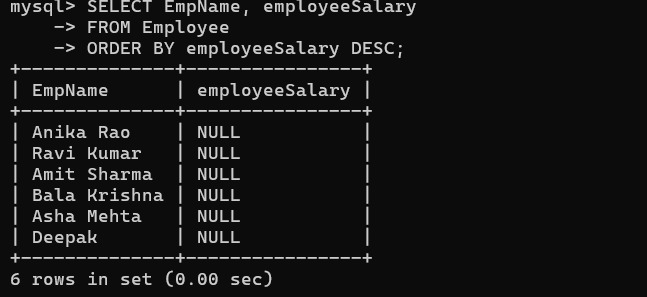 mysql> SELECT EmpName, employeeSalary
    -> FROM Employee
    -> ORDER BY employeeSalary DESC;
+--------------+----------------+
| EmpName      | employeeSalary |
+--------------+----------------+
| Anika Rao    | NULL           |
| Ravi Kumar   | NULL           |
| Amit Sharma  | NULL           |
| Bala Krishna | NULL           |
| Asha Mehta   | NULL           |
| Deepak       | NULL           |
+--------------+----------------+
6 rows in set (0.00 sec)